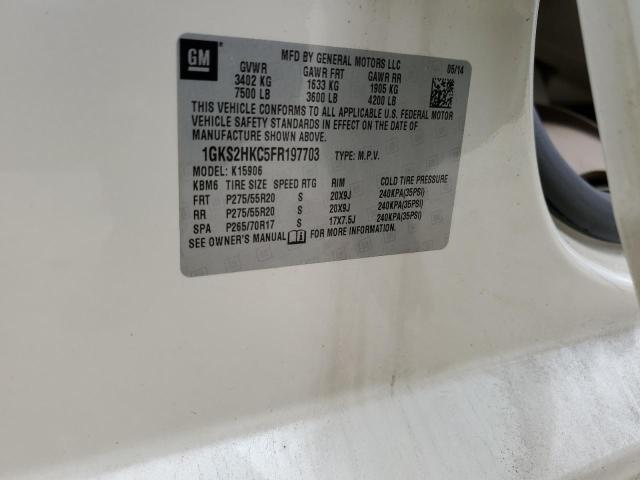 GM
MFD BY GENERAL MOTORS LLC
GVWR GAWR FRT GAWR RR 05/14
3402 KG 1633 KG 1905 KG
7500 LB 3600 LB 4200 LB
THIS VEHICLE CONFORMS TO ALL APPLICABLE U.S. FEDERAL MOTOR
VEHICLE SAFETY STANDARDS IN EFFECT ON THE DATE OF
MANUFACTURE SHOWN ABOVE.
1GKS2HKC5FR197703 TYPE: M.P.V.
MODEL: K15906
KBM6 TIRE SIZE SPEED RTG RIM COLD TIRE PRESSURE
FRT P275/55R20 S 20X9J 240KPA(35PSI)
RR P275/55R20 S 20X9J 240KPA(35PSI)
SPA P265/70R17 S 17X7.5J 240KPA(35PSI)
SEE OWNER'S MANUAL FOR MORE INFORMATION.